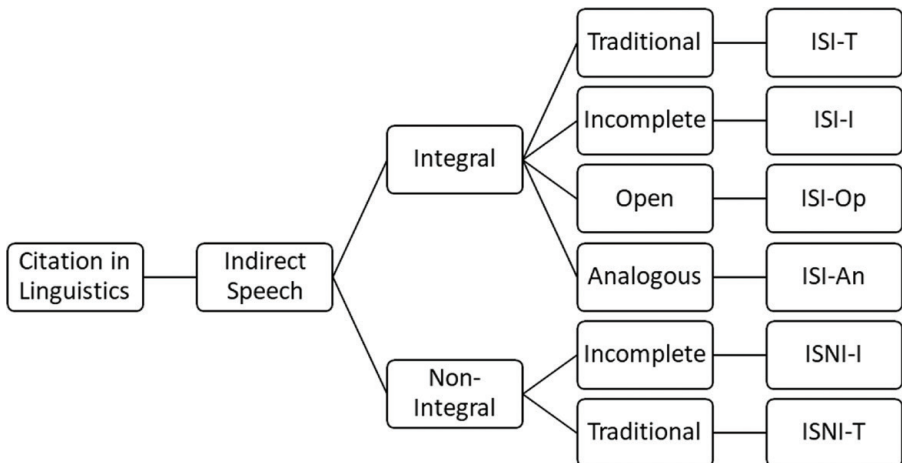 Citation in
Linguistics
Indirect
Speech
Integral
Non-
Integral
Traditional
ISI-T
Incomplete
ISI-I
Open
ISI-Op
Analogous
ISI-An
Incomplete
ISNI-I
Traditional
ISNI-T